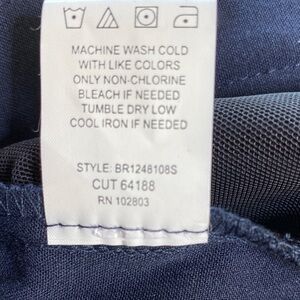 MACHINE WASH COLD
WITH LIKE COLORS
ONLY NON-CHLORINE
BLEACH IF NEEDED
TUMBLE DRY LOW
COOL IRON IF NEEDED
STYLE: BR1248108S
CUT 64188
RN 102803